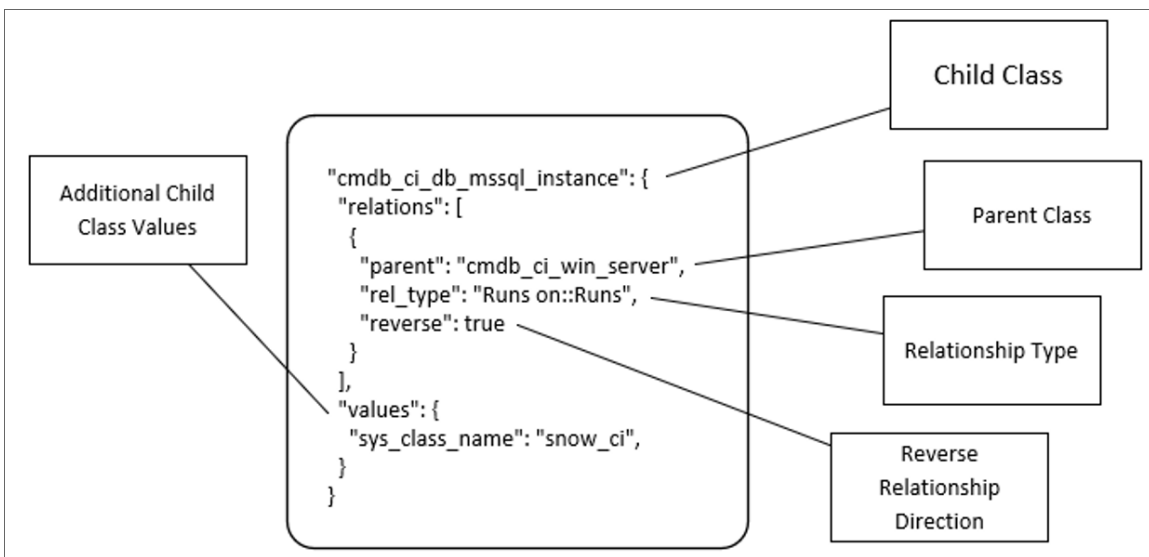 Child Class
Additional Child
Class Values
"cmdb_ci_db_mssql_instance": {
"relations": [
{
"parent": "cmdb_ci_win_server",
"rel_type": "Runs on::Runs",
"reverse": true
}
],
"values": {
"sys_class_name": "snow_ci",
}
}
Parent Class
Relationship Type
Reverse
Relationship
Direction